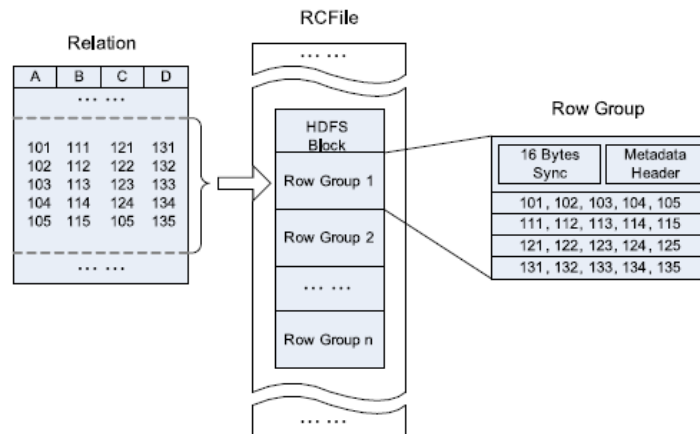 RCFile
Relation
A B C D
... ...
101 111 121 131
102 112 122 132
103 113 123 133
104 114 124 134
105 115 105 135
... ...
... ...
HDFS
Block
Row Group 1
Row Group 2
... ...
Row Group n
... ...
Row Group
16 Bytes
Sync
Metadata
Header
101, 102, 103, 104, 105
111, 112, 113, 114, 115
121, 122, 123, 124, 125
131, 132, 133, 134, 135